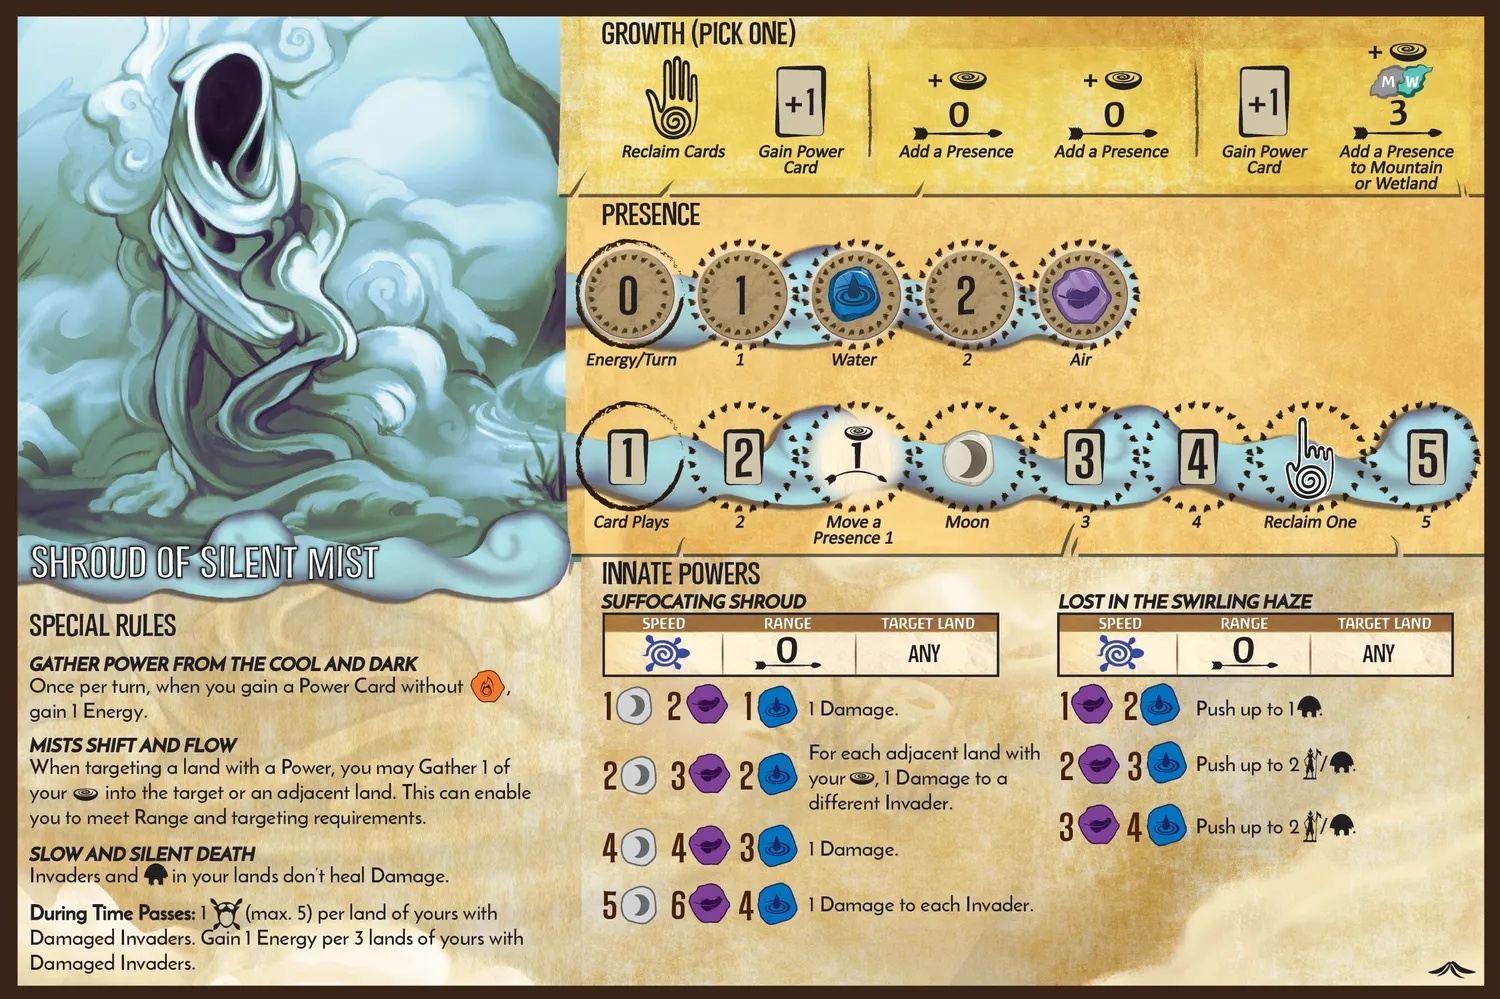 GROWTH (PICK ONE)
+1
+
0
+
0
+1
+
M W
3
Reclaim Cards
Gain Power
Card
Add a Presence
Add a Presence
Gain Power
Card
Add a Presence
to Mountain
or Wetland
PRESENCE
0 1 2
Energy/Turn 1 Water 2 Air
1 2 1 3 4 5
Card Plays 2 Move a
Presence 1
Moon 3 4 Reclaim One 5
SHROUD OF SILENT MIST
SPECIAL RULES
GATHER POWER FROM THE COOL AND DARK
Once per turn, when you gain a Power Card without ,
gain 1 Energy.
MISTS SHIFT AND FLOW
When targeting a land with a Power, you may Gather 1 of
your into the target or an adjacent land. This can enable
you to meet Range and targeting requirements.
SLOW AND SILENT DEATH
Invaders and in your lands don't heal Damage.
During Time Passes: 1 (max. 5) per land of yours with
Damaged Invaders. Gain 1 Energy per 3 lands of yours with
Damaged Invaders.
INNATE POWERS
SUFFOCATING SHROUD
SPEED RANGE TARGET LAND
0 ANY
1 2 1 1 Damage.
2 3 2 For each adjacent land with
your , 1 Damage to a
different Invader.
4 4 3 1 Damage.
5 6 4 1 Damage to each Invader.
LOST IN THE SWIRLING HAZE
SPEED RANGE TARGET LAND
0 ANY
1 2 Push up to 1 .
2 3 Push up to 2 / .
3 4 Push up to 2 / .